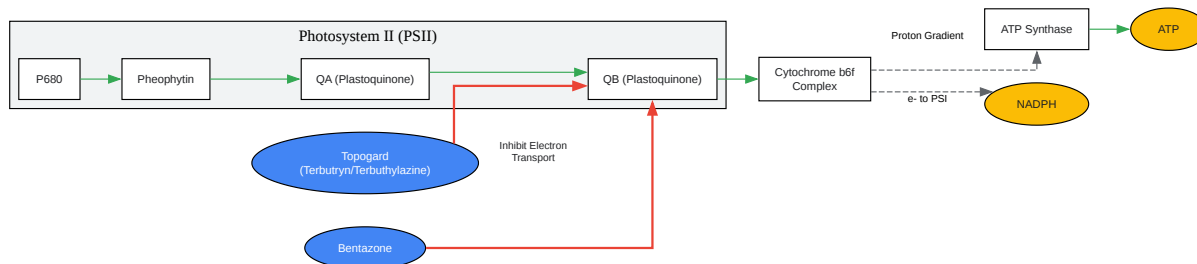 Photosystem II (PSII)
P680
Pheophytin
QA (Plastoquinone)
QB (Plastoquinone)
Cytochrome b6f
Complex
Proton Gradient
ATP Synthase
ATP
e- to PSI
NADPH
Topogard
(Terbutryn/Terbuthylazine)
Inhibit Electron
Transport
Bentazone